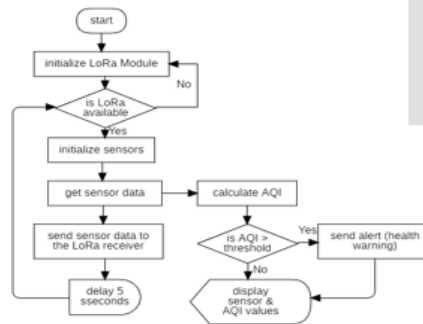 start
initialize LoRa Module
No
is LoRa
available
Yes
initialize sensors
get sensor data
calculate AQI
send sensor data to
the LoRa receiver
is AQI >
threshold
Yes
send alert (health
warning)
No
delay 5
sseconds
display
sensor &
AQI values